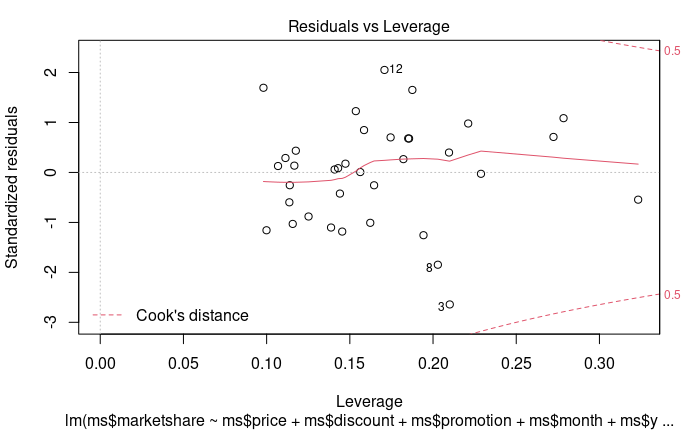 Residuals vs Leverage
Standardized residuals
2
1
0
-1
-2
-3
12
8
3
0.5
0.5
Cook's distance
0.00 0.05 0.10 0.15 0.20 0.25 0.30
Leverage
lm(ms$marketshare ~ ms$price + ms$discount + ms$promotion + ms$month + ms$y ...